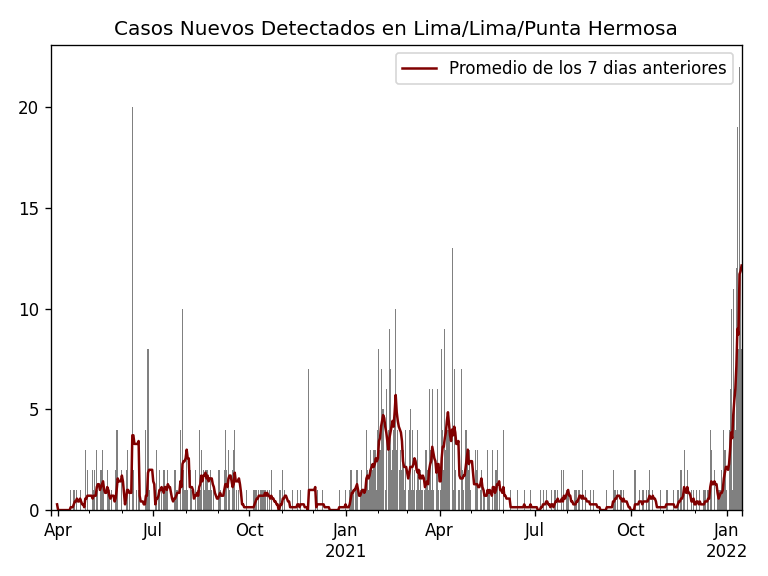 Casos Nuevos Detectados en Lima/Lima/Punta Hermosa
Promedio de los 7 dias anteriores
20
15
10
5
0
Apr Jul Oct Jan Apr Jul Oct Jan
2021 2022